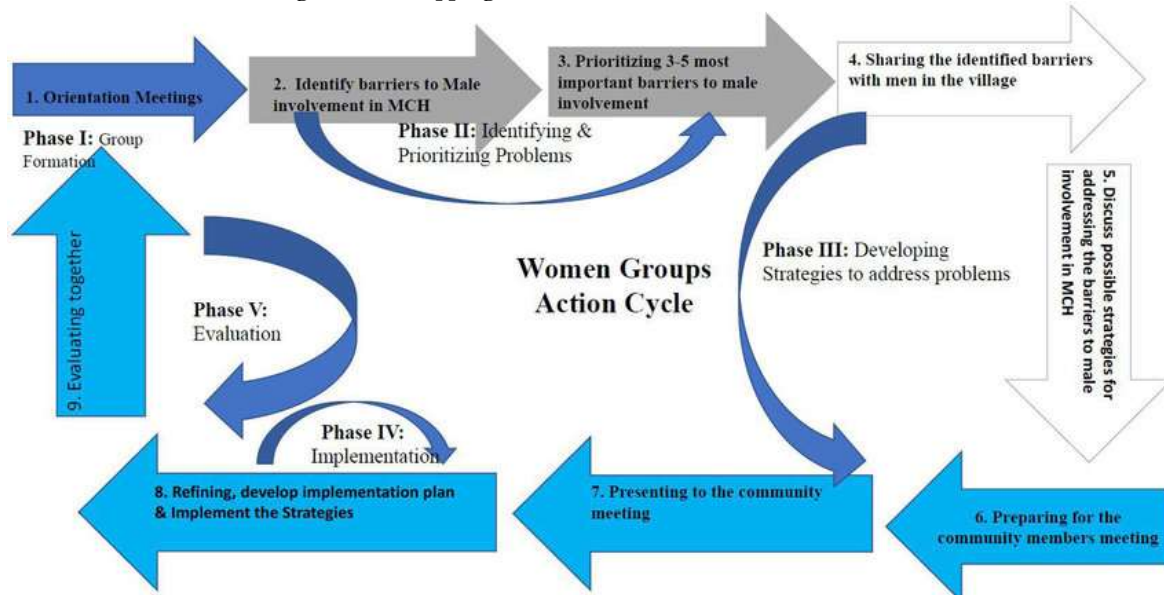 1. Orientation Meetings
2. Identify barriers to Male
involvement in MCH
3. Prioritizing 3-5 most
important barriers to male
involvement
4. Sharing the identified barriers
with men in the village
Phase I: Group
Formation
Phase II: Identifying &
Prioritizing Problems
5. Discuss possible strategies for
addressing the barriers to male
involvement in MCH
Phase III: Developing
Strategies to address problems
Women Groups
Action Cycle
Phase V:
Evaluation
9. Evaluating together
Phase IV:
Implementation
8. Refining, develop implementation plan
& Implement the Strategies
7. Presenting to the community
meeting
6. Preparing for the
community members meeting